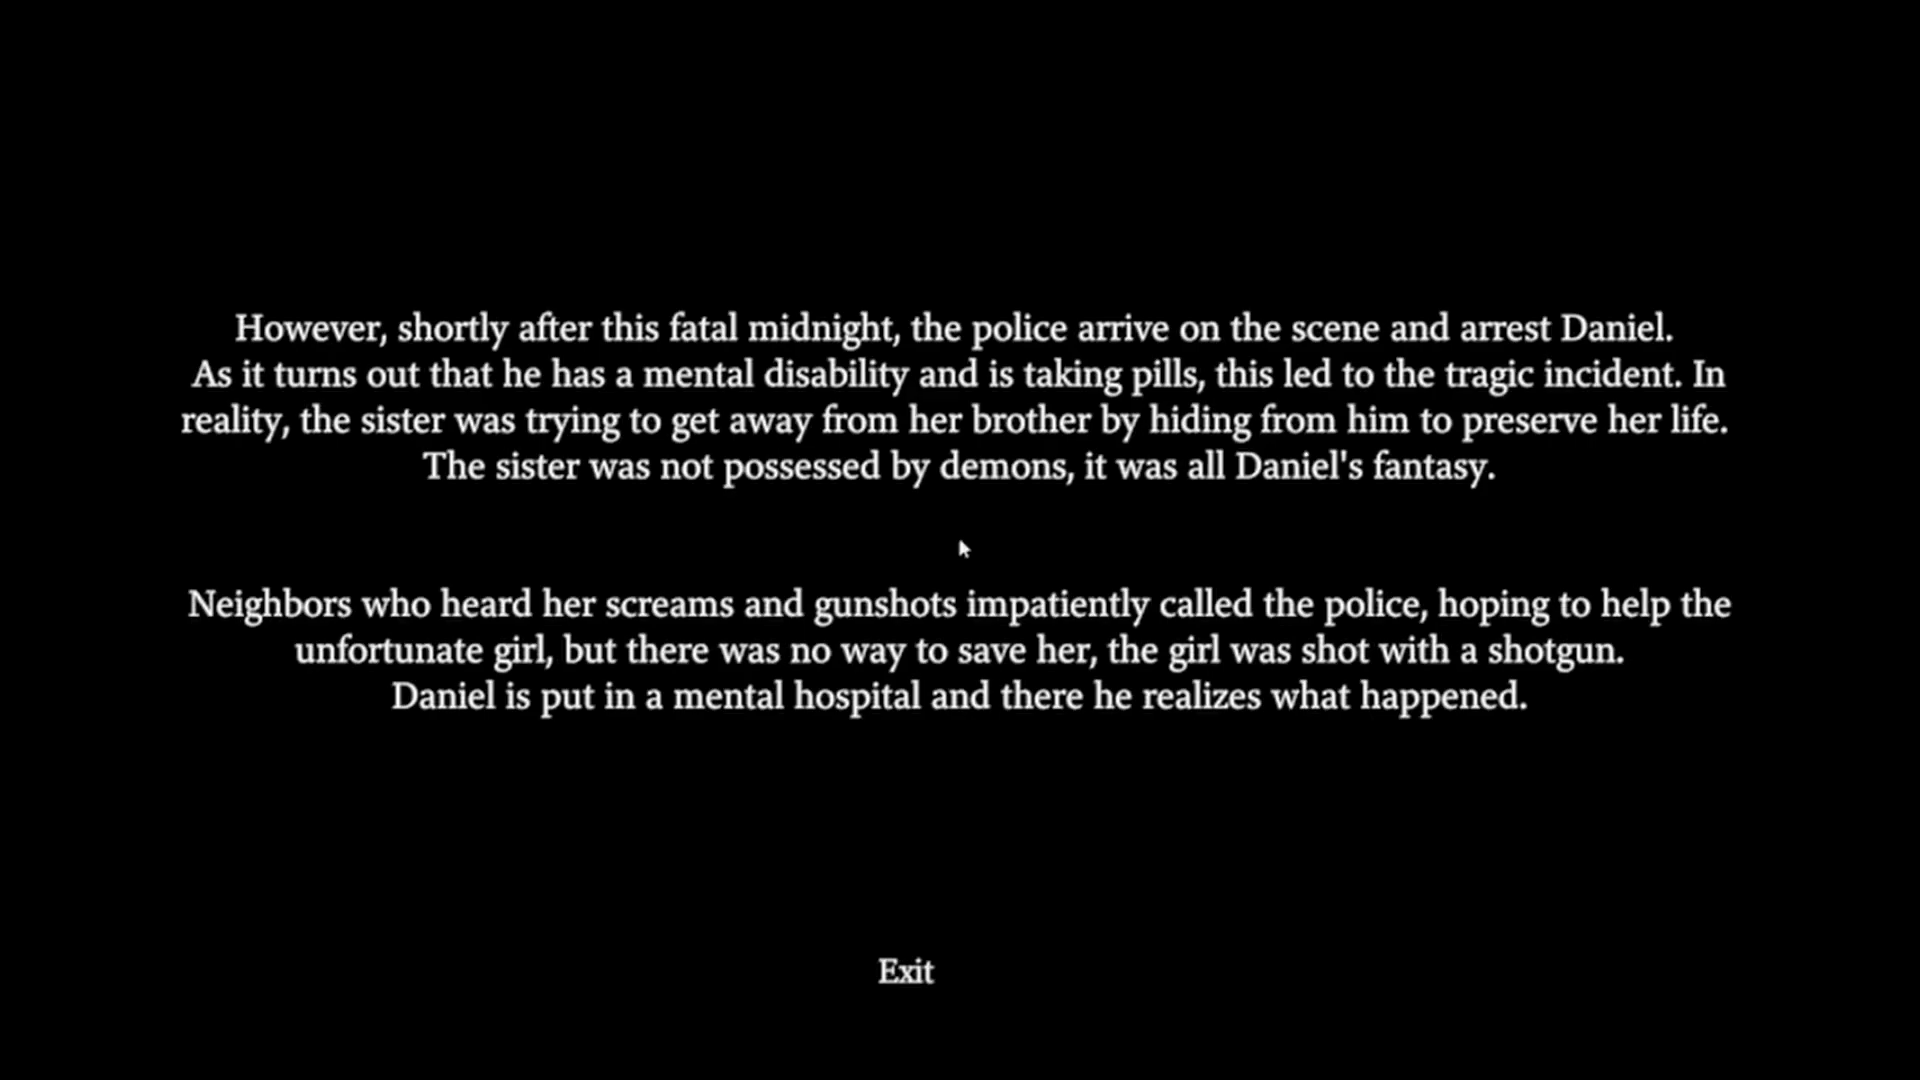 However, shortly after this fatal midnight, the police arrive on the scene and arrest Daniel.
As it turns out that he has a mental disability and is taking pills, this led to the tragic incident. In
reality, the sister was trying to get away from her brother by hiding from him to preserve her life.
The sister was not possessed by demons, it was all Daniel's fantasy.
Neighbors who heard her screams and gunshots impatiently called the police, hoping to help the
unfortunate girl, but there was no way to save her, the girl was shot with a shotgun.
Daniel is put in a mental hospital and there he realizes what happened.
Exit